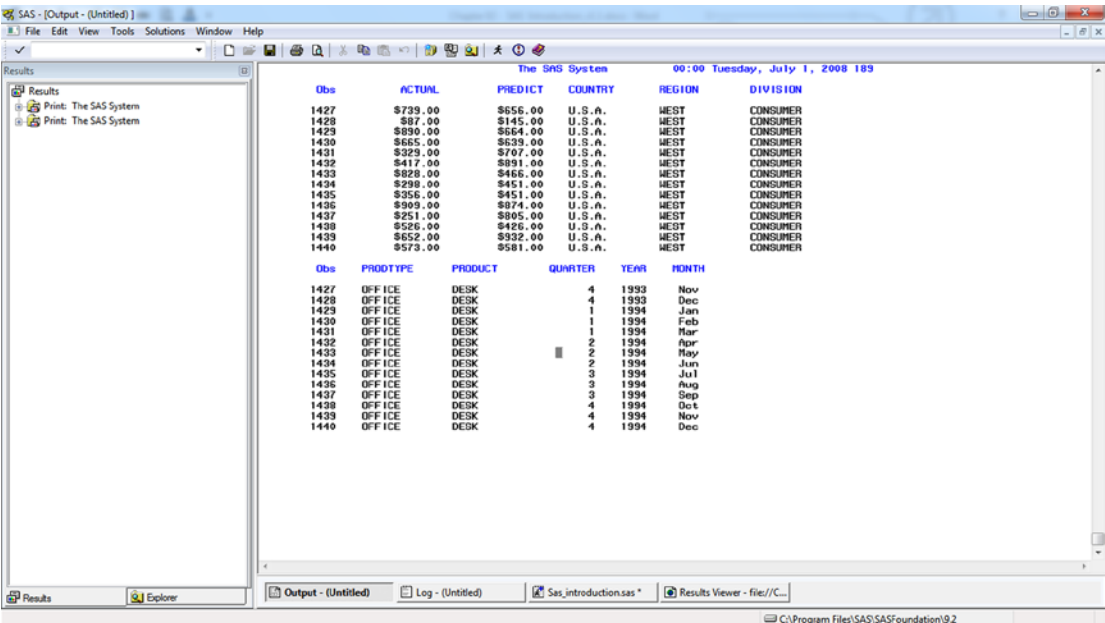 SAS - [Output - (Untitled) ]
File Edit View Tools Solutions Window Help
Results
Results
Print: The SAS System
Print: The SAS System
The SAS System 00:00 Tuesday, July 1, 2008 189
Obs ACTUAL PREDICT COUNTRY REGION DIVISION
1427 $739.00 $656.00 U.S.A. WEST CONSUMER
1428 $87.00 $145.00 U.S.A. WEST CONSUMER
1429 $890.00 $664.00 U.S.A. WEST CONSUMER
1430 $665.00 $639.00 U.S.A. WEST CONSUMER
1431 $329.00 $707.00 U.S.A. WEST CONSUMER
1432 $417.00 $891.00 U.S.A. WEST CONSUMER
1433 $828.00 $466.00 U.S.A. WEST CONSUMER
1434 $298.00 $451.00 U.S.A. WEST CONSUMER
1435 $356.00 $451.00 U.S.A. WEST CONSUMER
1436 $909.00 $874.00 U.S.A. WEST CONSUMER
1437 $251.00 $805.00 U.S.A. WEST CONSUMER
1438 $526.00 $426.00 U.S.A. WEST CONSUMER
1439 $652.00 $932.00 U.S.A. WEST CONSUMER
1440 $573.00 $581.00 U.S.A. WEST CONSUMER
Obs PRODTYPE PRODUCT QUARTER YEAR MONTH
1427 OFFICE DESK 4 1993 Nov
1428 OFFICE DESK 4 1993 Dec
1429 OFFICE DESK 1 1994 Jan
1430 OFFICE DESK 1 1994 Feb
1431 OFFICE DESK 1 1994 Mar
1432 OFFICE DESK 2 1994 Apr
1433 OFFICE DESK 2 1994 May
1434 OFFICE DESK 2 1994 Jun
1435 OFFICE DESK 3 1994 Jul
1436 OFFICE DESK 3 1994 Aug
1437 OFFICE DESK 3 1994 Sep
1438 OFFICE DESK 4 1994 Oct
1439 OFFICE DESK 4 1994 Nov
1440 OFFICE DESK 4 1994 Dec
Results Explorer
Output - (Untitled) Log - (Untitled) Sas_introduction.sas * Results Viewer - file://C...
C:\Program Files\SAS\SASFoundation\9.2